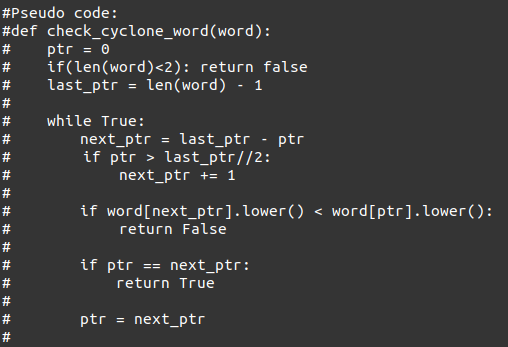 #Pseudo code:
#def check_cyclone_word(word):
#    ptr = 0
#    if(len(word)<2): return false
#    last_ptr = len(word) - 1
#
#    while True:
#        next_ptr = last_ptr - ptr
#        if ptr > last_ptr//2:
#            next_ptr += 1
#
#        if word[next_ptr].lower() < word[ptr].lower():
#            return False
#
#        if ptr == next_ptr:
#            return True
#
#        ptr = next_ptr
#